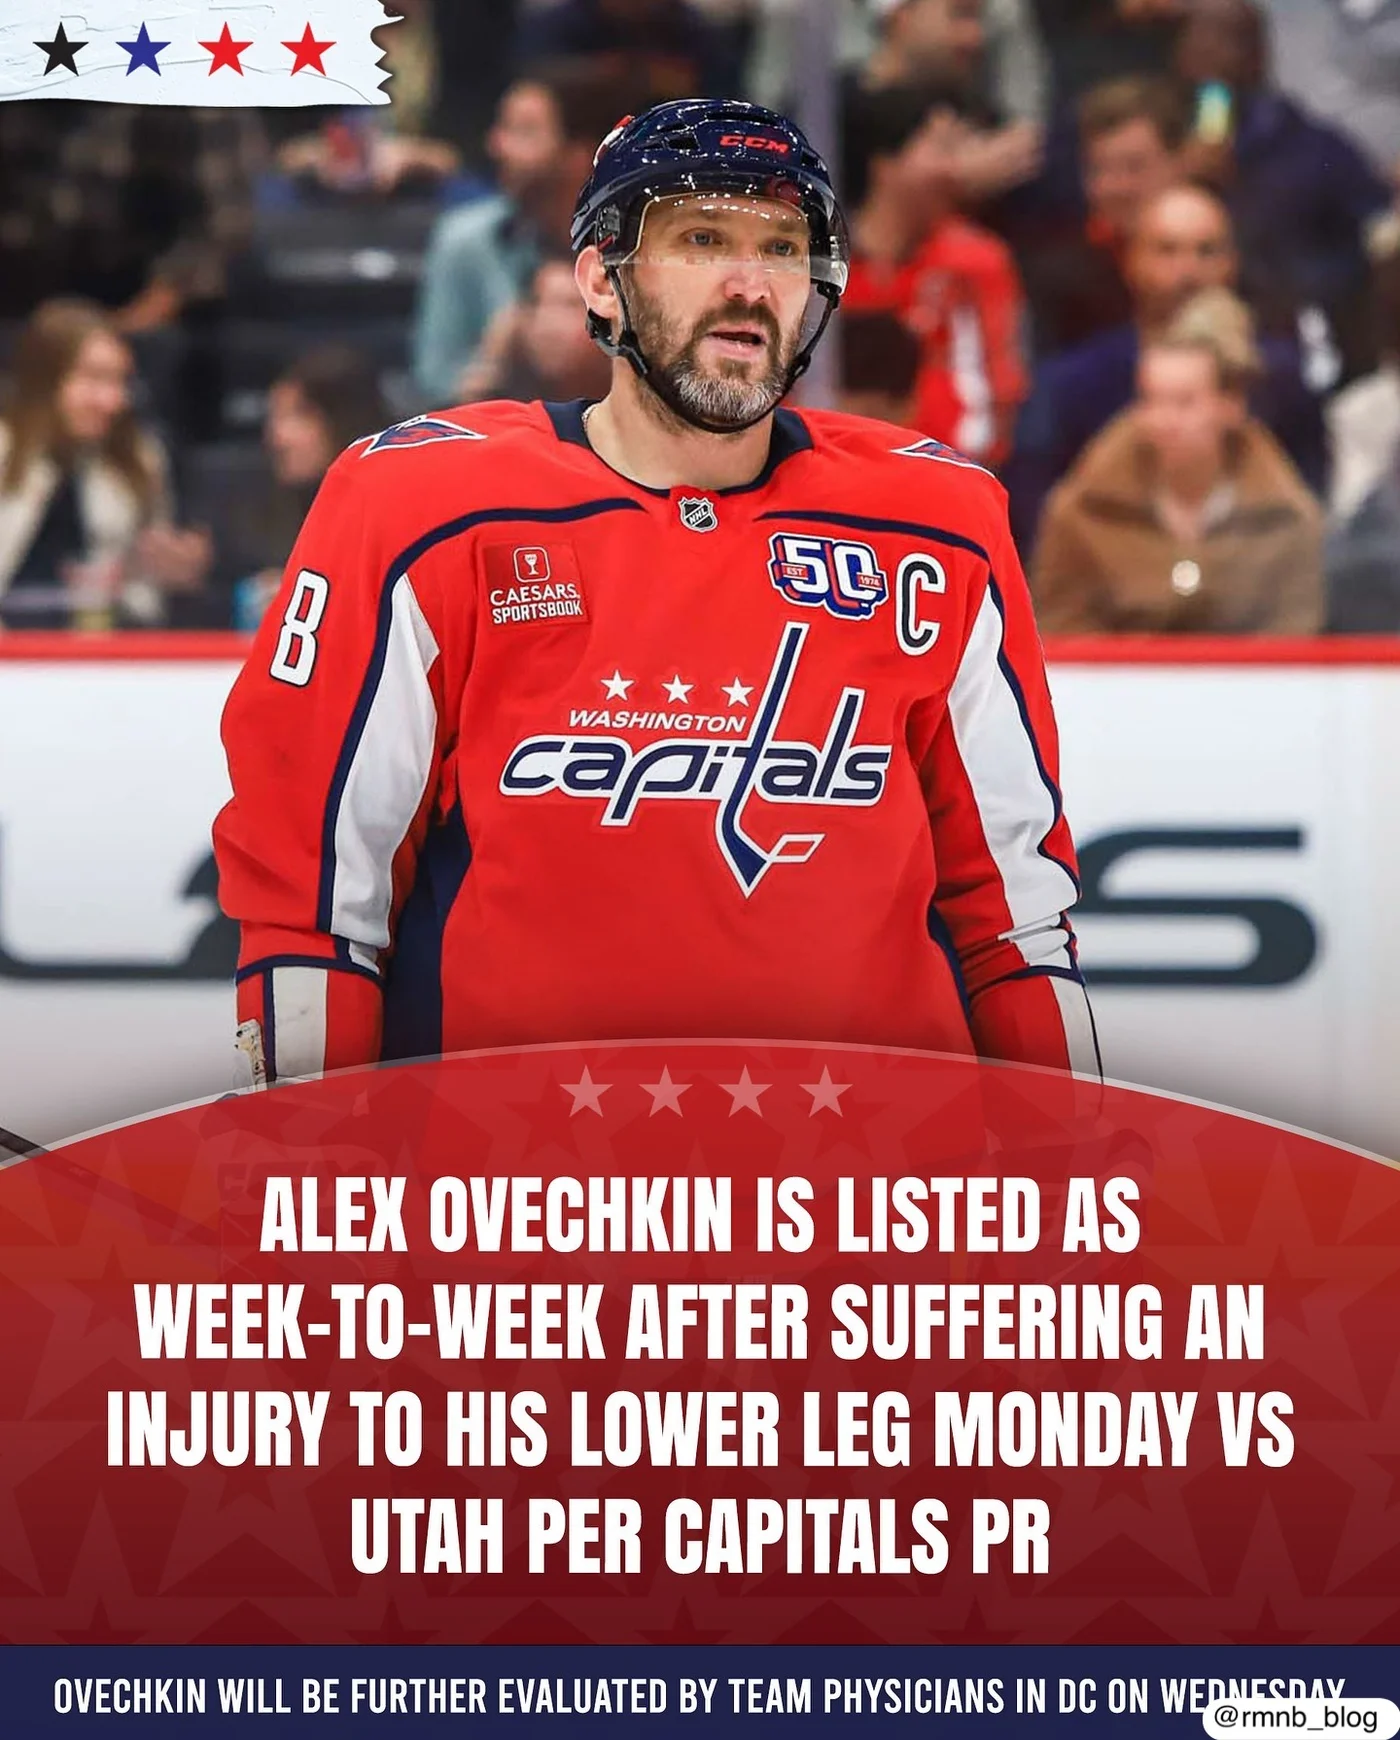 CCM
NHL
50
EST
1974
C
8
CAESARS
SPORTSBOOK
WASHINGTON
capitals
ALEX OVECHKIN IS LISTED AS
WEEK-TO-WEEK AFTER SUFFERING AN
INJURY TO HIS LOWER LEG MONDAY VS
UTAH PER CAPITALS PR
OVECHKIN WILL BE FURTHER EVALUATED BY TEAM PHYSICIANS IN DC ON WEDNESDAY
@rmnb_blog